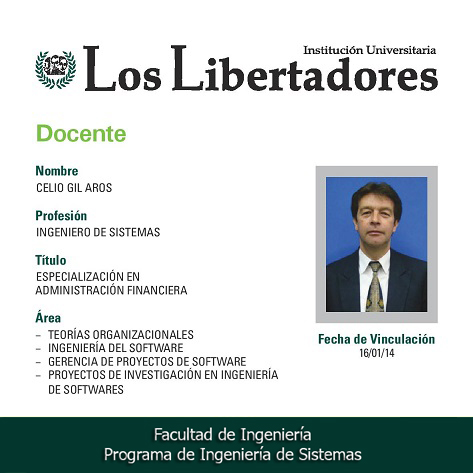 Institución Universitaria
Los Libertadores
Docente
Nombre
CELIO GIL AROS
Profesión
INGENIERO DE SISTEMAS
Título
ESPECIALIZACIÓN EN
ADMINISTRACIÓN FINANCIERA
Área
– TEORÍAS ORGANIZACIONALES
– INGENIERÍA DEL SOFTWARE
– GERENCIA DE PROYECTOS DE SOFTWARE
– PROYECTOS DE INVESTIGACIÓN EN INGENIERÍA
DE SOFTWARES
Fecha de Vinculación
16/01/14
Facultad de Ingeniería
Programa de Ingeniería de Sistemas